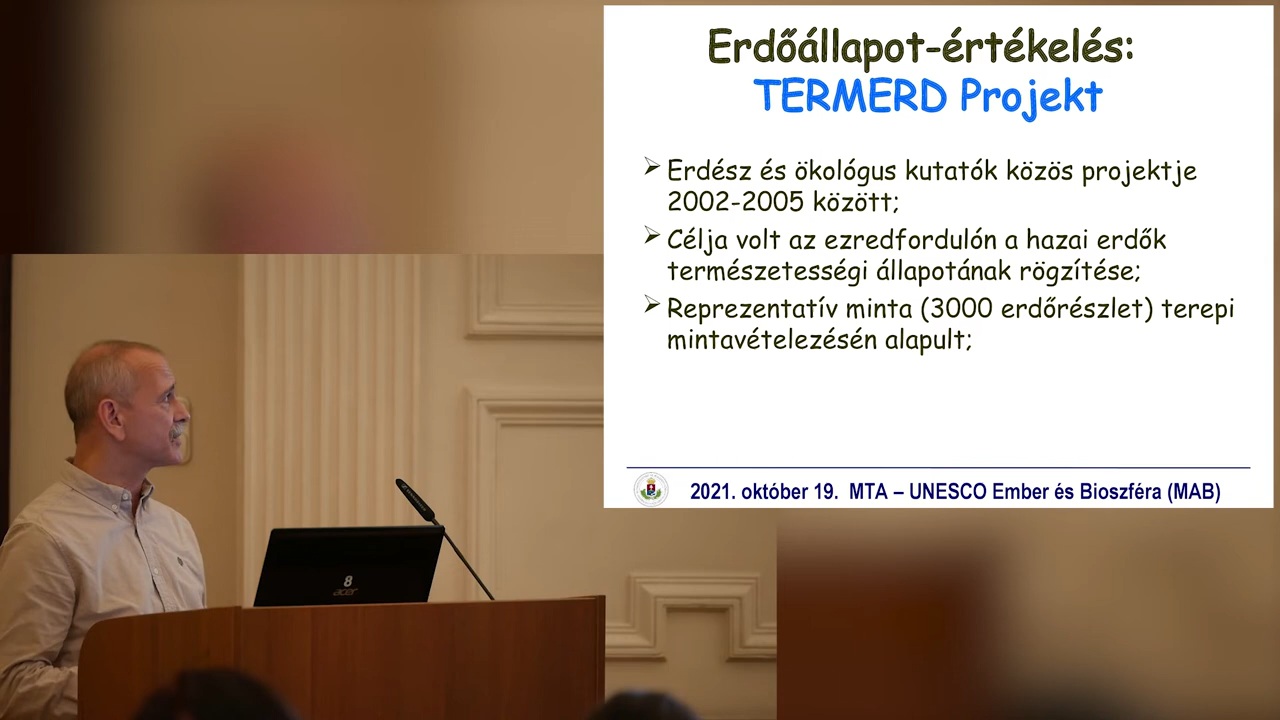 Erdőállapot-értékelés:
TERMERD Projekt
Erdész és ökológus kutatók közös projektje
2002-2005 között;
Célja volt az ezredfordulón a hazai erdők
természetességi állapotának rögzítése;
Reprezentatív minta (3000 erdőrészlet) terepi
mintavételezésén alapult;
2021. október 19. MTA – UNESCO Ember és Bioszféra (MAB)
8
acer